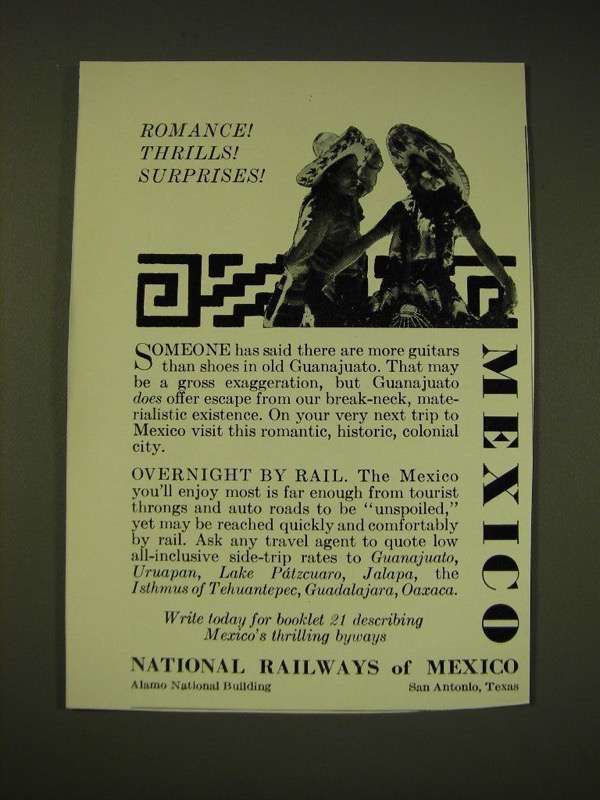 ROMANCE!
THRILLS!
SURPRISES!
SOMEONE has said there are more guitars
than shoes in old Guanajuato. That may
be a gross exaggeration, but Guanajuato
does offer escape from our break-neck, mate-
rialistic existence. On your very next trip to
Mexico visit this romantic, historic, colonial
city.
OVERNIGHT BY RAIL. The Mexico
you'll enjoy most is far enough from tourist
throngs and auto roads to be "unspoiled,"
yet may be reached quickly and comfortably
by rail. Ask any travel agent to quote low
all-inclusive side-trip rates to Guanajuato,
Uruapan, Lake Pátzcuaro, Jalapa, the
Isthmus of Tehuantepec, Guadalajara, Oaxaca.
Write today for booklet 21 describing
Mexico's thrilling byways
MEXICO
NATIONAL RAILWAYS of MEXICO
Alamo National Building San Antonio, Texas